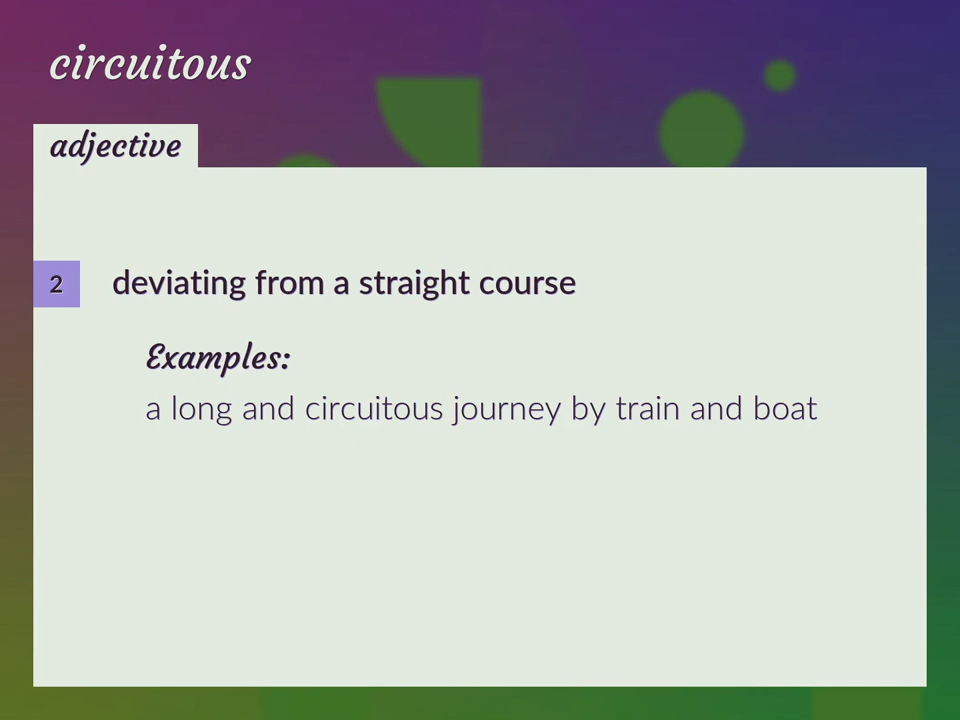 circuitous
adjective
2
deviating from a straight course
Examples:
a long and circuitous journey by train and boat